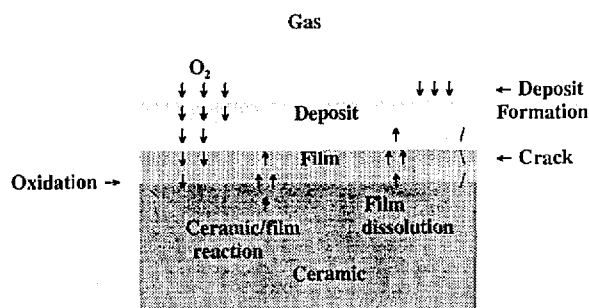 Gas
O₂
← Deposit
Formation
Deposit
Film
← Crack
Oxidation →
Ceramic/film
reaction
Film
dissolution
Ceramic